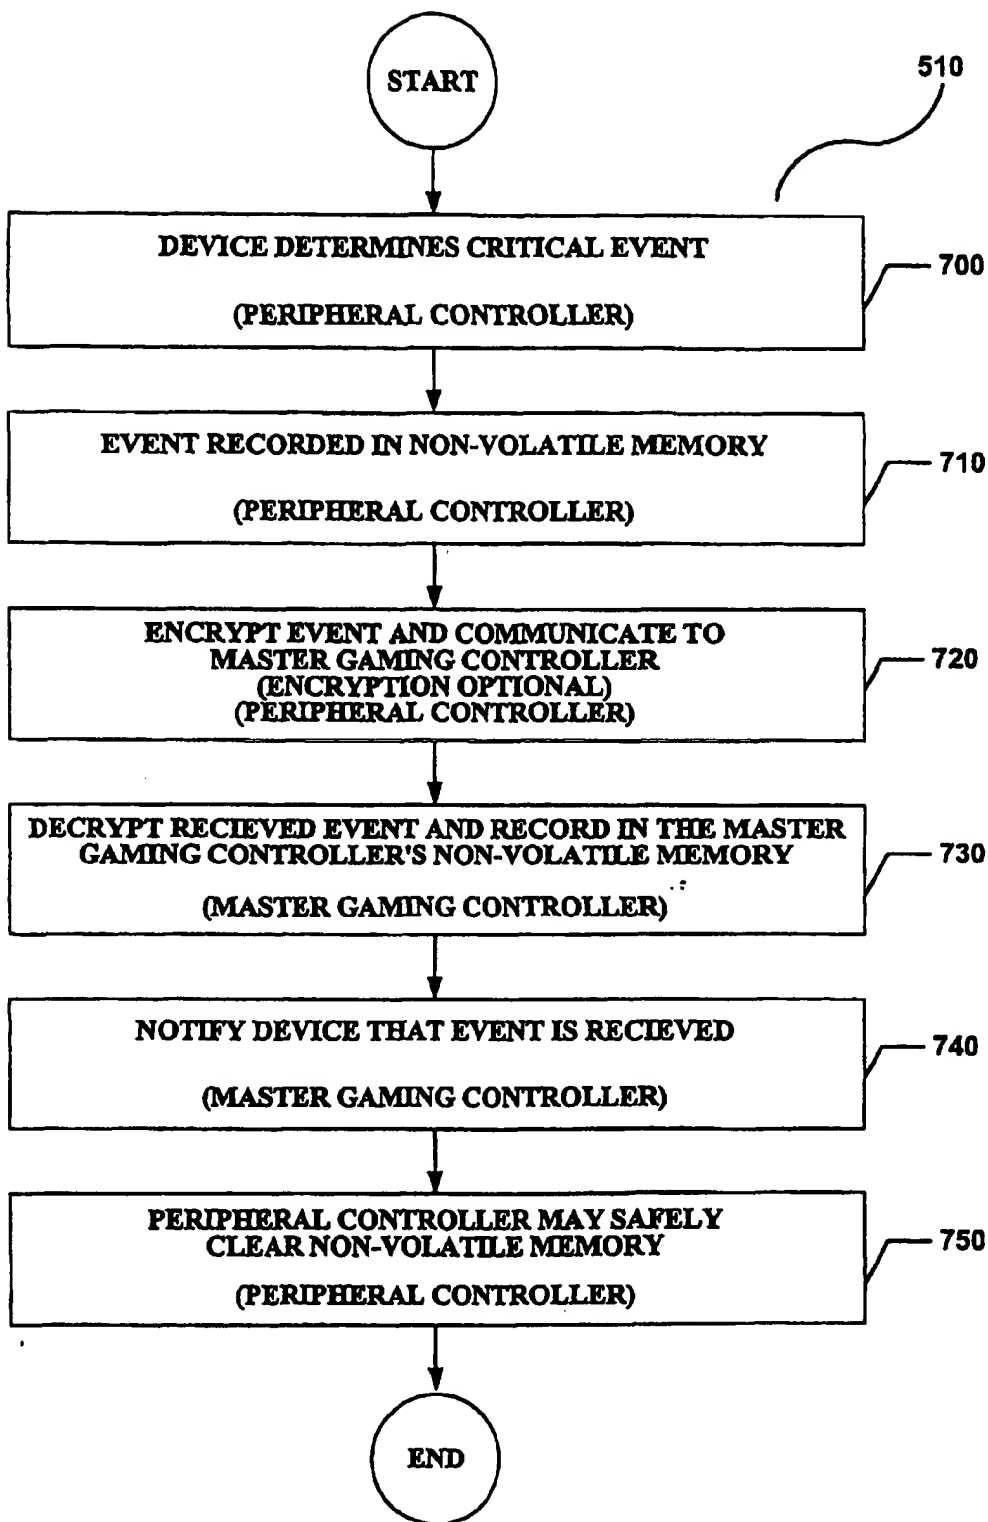 START
510
DEVICE DETERMINES CRITICAL EVENT
(PERIPHERAL CONTROLLER)
700
EVENT RECORDED IN NON-VOLATILE MEMORY
(PERIPHERAL CONTROLLER)
710
ENCRYPT EVENT AND COMMUNICATE TO
MASTER GAMING CONTROLLER
(ENCRYPTION OPTIONAL)
(PERIPHERAL CONTROLLER)
720
DECRYPT RECIEVED EVENT AND RECORD IN THE MASTER
GAMING CONTROLLER'S NON-VOLATILE MEMORY
(MASTER GAMING CONTROLLER)
730
NOTIFY DEVICE THAT EVENT IS RECIEVED
(MASTER GAMING CONTROLLER)
740
PERIPHERAL CONTROLLER MAY SAFELY
CLEAR NON-VOLATILE MEMORY
(PERIPHERAL CONTROLLER)
750
END